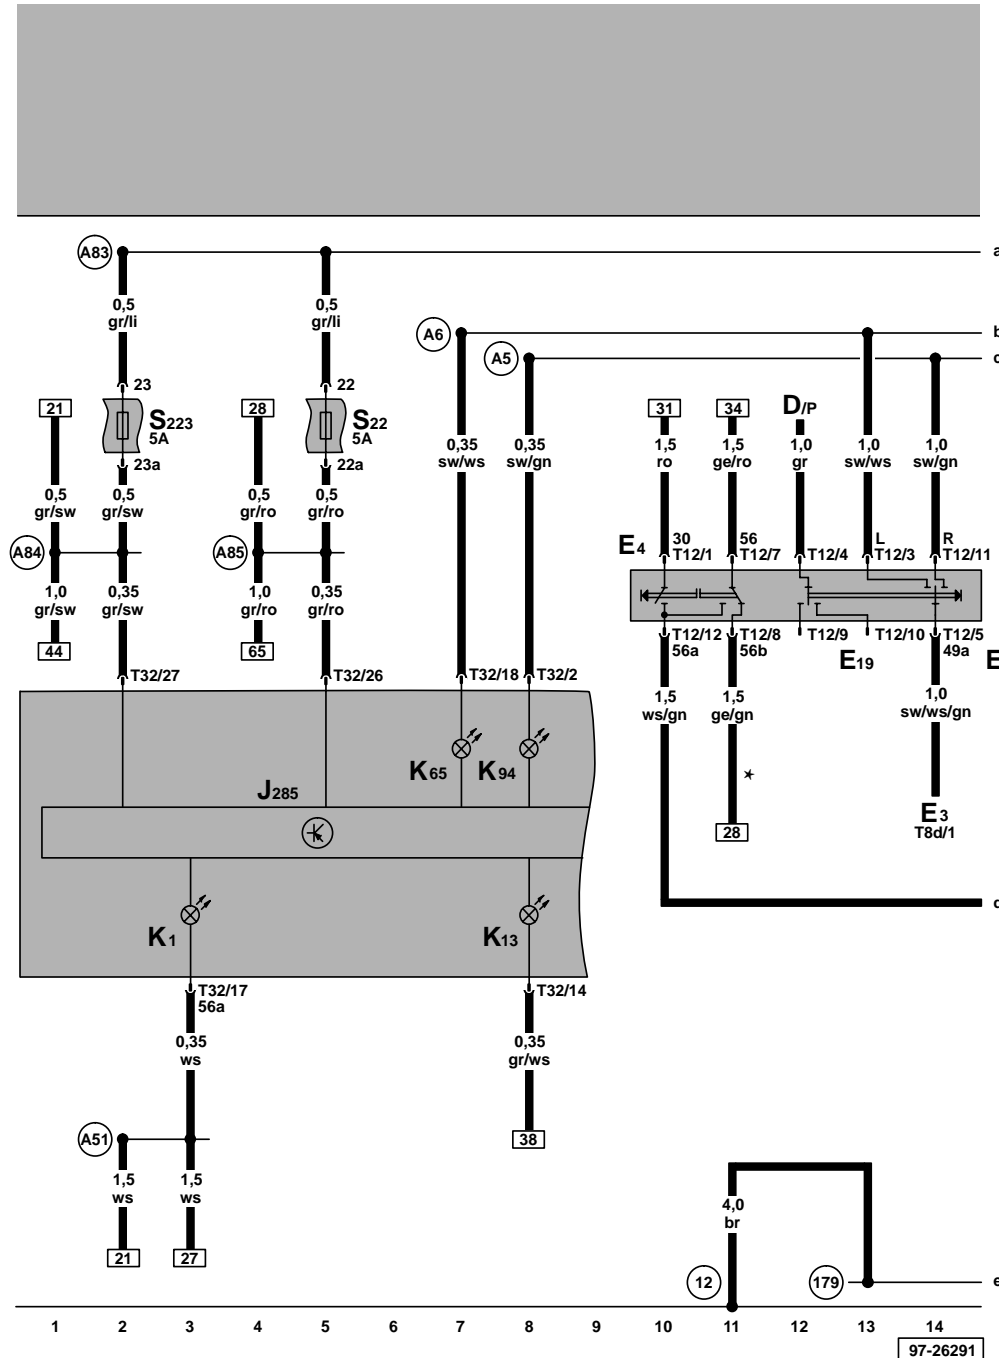 A83
a
0,5
gr/li
0,5
gr/li
A6
b
A5
23
22
21
S223
5A
28
S22
5A
31
34
D/P
23a
22a
0,35
sw/ws
0,35
sw/gn
1,5
ro
1,5
ge/ro
1,0
gr
1,0
sw/ws
1,0
sw/gn
0,5
gr/sw
0,5
gr/sw
0,5
gr/ro
0,5
gr/ro
A84
A85
E4
30
T12/1
56
T12/7
T12/4
L
T12/3
R
T12/11
1,0
gr/sw
0,35
gr/sw
1,0
gr/ro
0,35
gr/ro
44
65
T12/12
56a
T12/8
56b
T12/9
T12/10
T12/5
49a
E19
E
T32/27
T32/26
T32/18
T32/2
1,5
ws/gn
1,5
ge/gn
1,0
sw/ws/gn
K65
K94
J285
28
E3
T8d/1
K1
K13
T32/17
56a
T32/14
0,35
ws
0,35
gr/ws
A51
38
1,5
ws
1,5
ws
4,0
br
21
27
12
179
e
1 2 3 4 5 6 7 8 9 10 11 12 13 14
97-26291